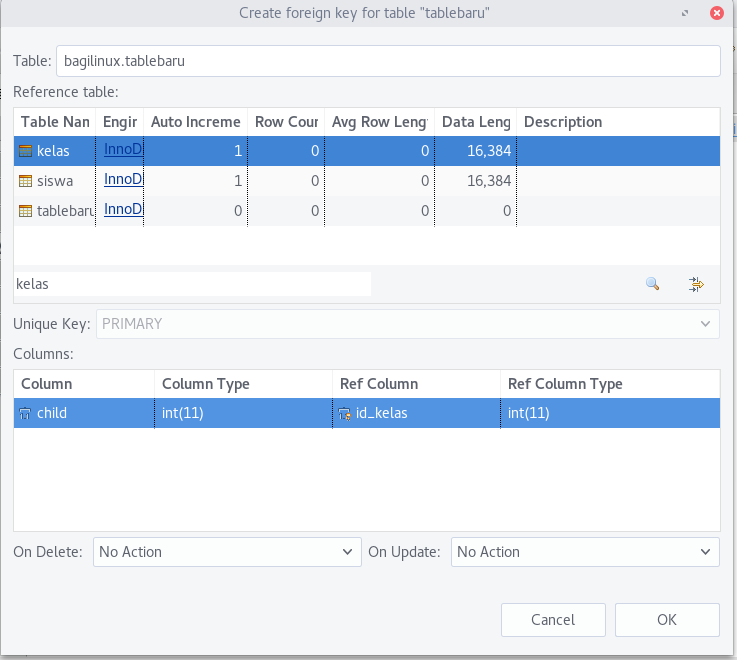 Create foreign key for table "tablebaru"
Table: bagilinux.tablebaru
Reference table:
Table Nan Engir Auto Increme Row Cour Avg Row Lengt Data Leng Description
kelas InnoD 1 0 0 16,384
siswa InnoD 1 0 0 16,384
tablebaru InnoD 0 0 0 0
kelas
Unique Key: PRIMARY
Columns:
Column Column Type Ref Column Ref Column Type
child int(11) id_kelas int(11)
On Delete: No Action On Update: No Action
Cancel OK